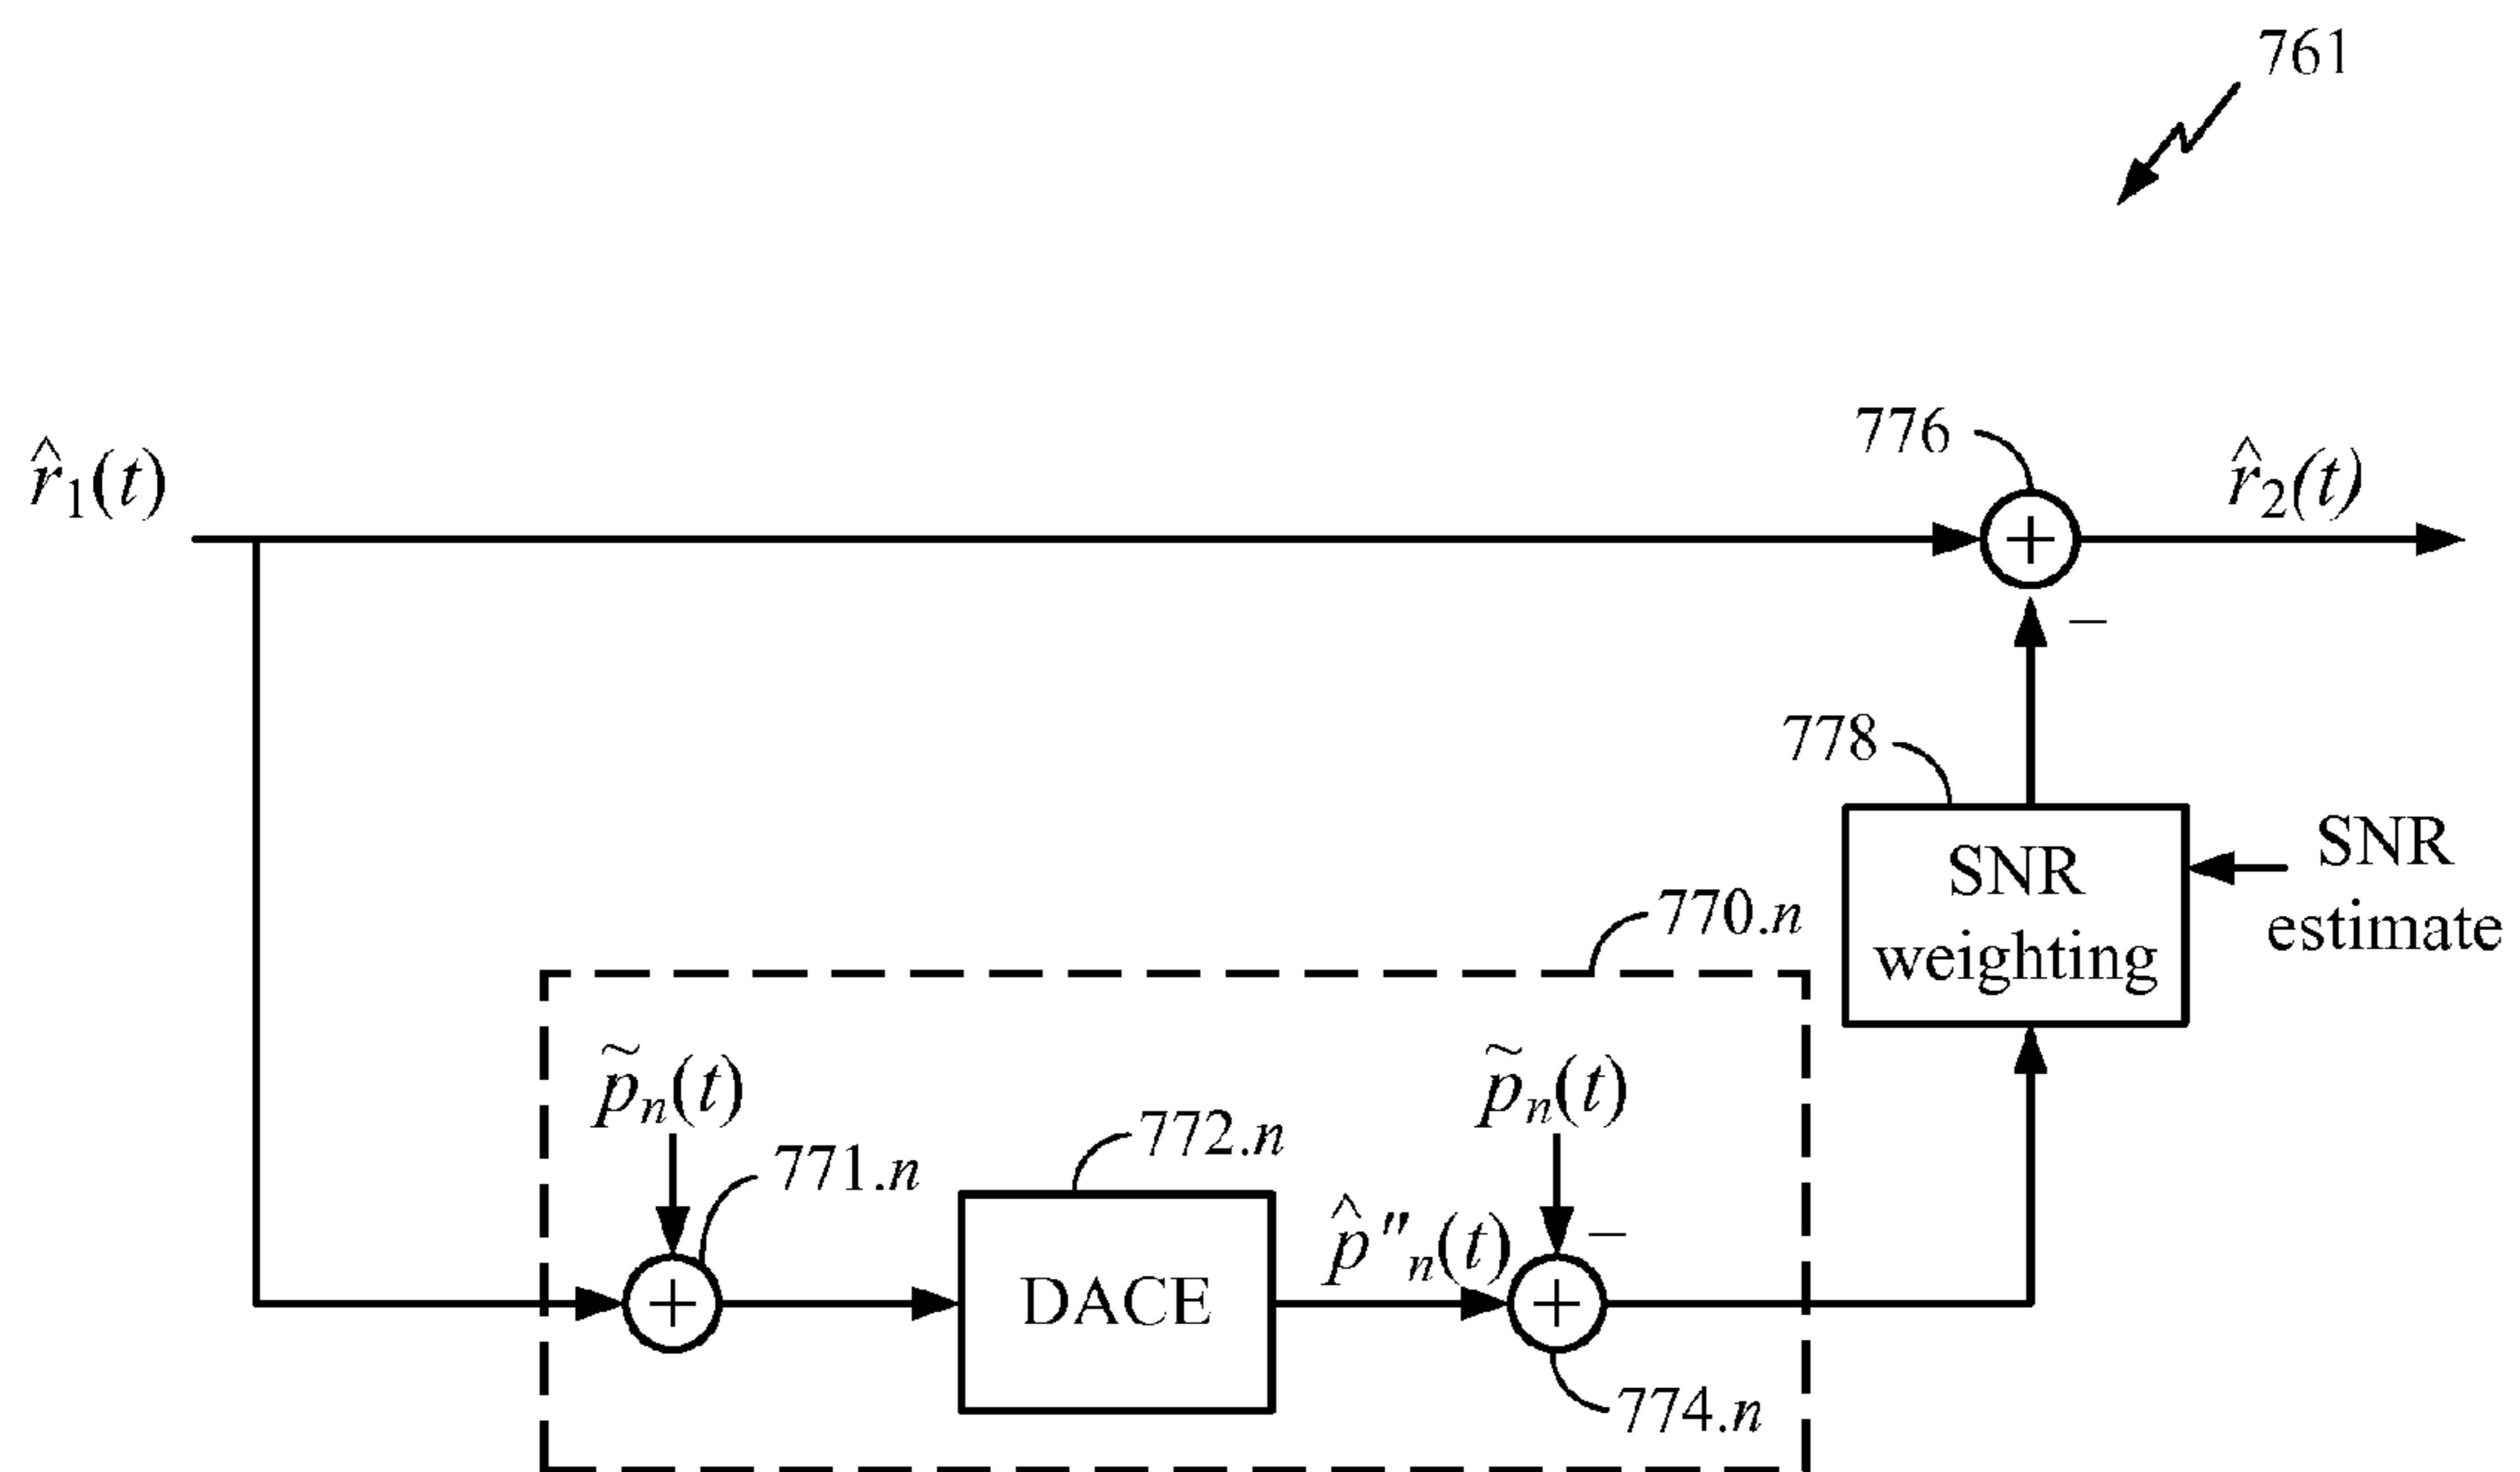 761
776
r̂₁(t)
r̂₂(t)
+
−
778
SNR
weighting
SNR
estimate
770.n
p̃ₙ(t)
p̃ₙ(t)
771.n
772.n
p̂″ₙ(t)
−
+
DACE
+
774.n